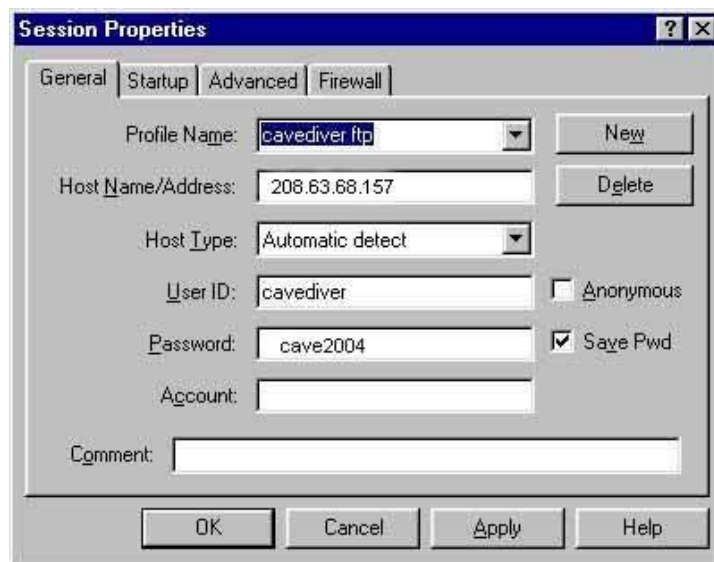 Session Properties
General Startup Advanced Firewall
Profile Name: cavediver ftp New
Host Name/Address: 208.63.68.157 Delete
Host Type: Automatic detect
User ID: cavediver Anonymous
Password: cave2004 Save Pwd
Account:
Comment:
OK Cancel Apply Help